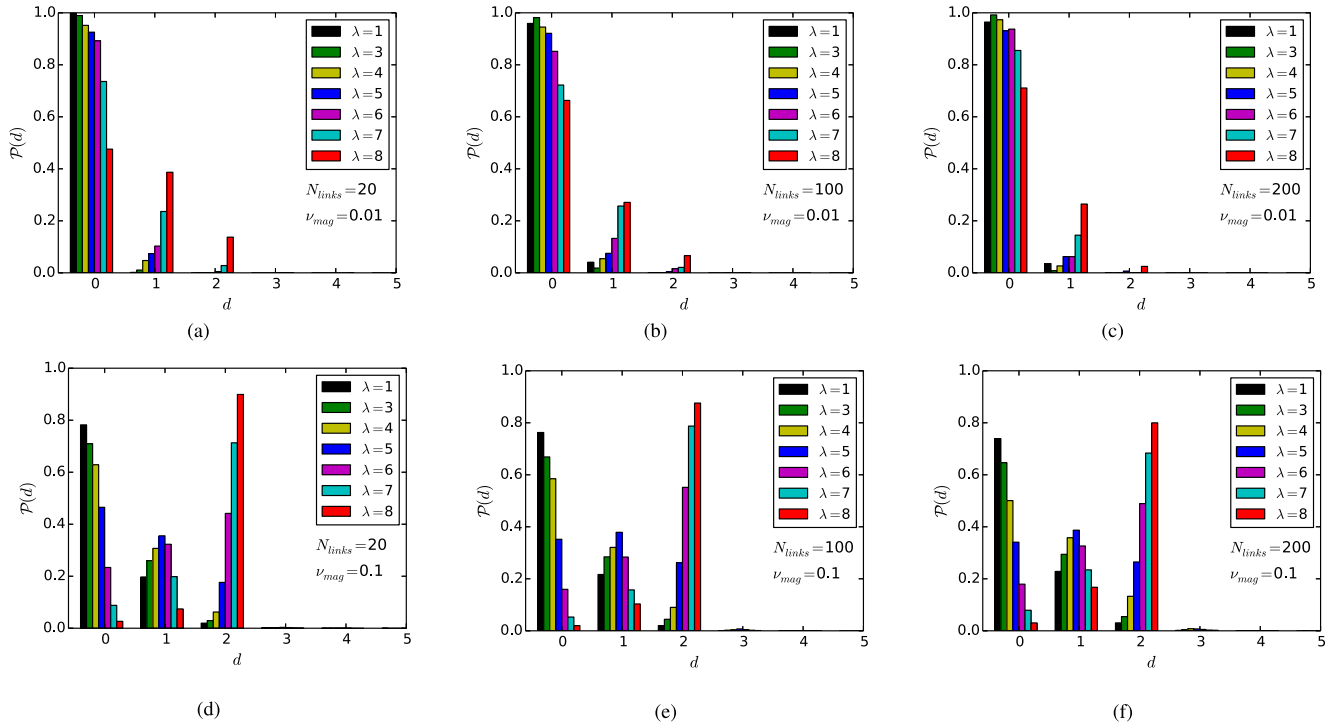 1.0
0.8
0.6
0.4
0.2
0.0
P(d)
0 1 2 3 4 5
d
λ=1
λ=3
λ=4
λ=5
λ=6
λ=7
λ=8
N_links=20
ν_mag=0.01
(a)
1.0
0.8
0.6
0.4
0.2
0.0
P(d)
0 1 2 3 4 5
d
λ=1
λ=3
λ=4
λ=5
λ=6
λ=7
λ=8
N_links=100
ν_mag=0.01
(b)
1.0
0.8
0.6
0.4
0.2
0.0
P(d)
0 1 2 3 4 5
d
λ=1
λ=3
λ=4
λ=5
λ=6
λ=7
λ=8
N_links=200
ν_mag=0.01
(c)
1.0
0.8
0.6
0.4
0.2
0.0
P(d)
0 1 2 3 4 5
d
λ=1
λ=3
λ=4
λ=5
λ=6
λ=7
λ=8
N_links=20
ν_mag=0.1
(d)
1.0
0.8
0.6
0.4
0.2
0.0
P(d)
0 1 2 3 4 5
d
λ=1
λ=3
λ=4
λ=5
λ=6
λ=7
λ=8
N_links=100
ν_mag=0.1
(e)
1.0
0.8
0.6
0.4
0.2
0.0
P(d)
0 1 2 3 4 5
d
λ=1
λ=3
λ=4
λ=5
λ=6
λ=7
λ=8
N_links=200
ν_mag=0.1
(f)